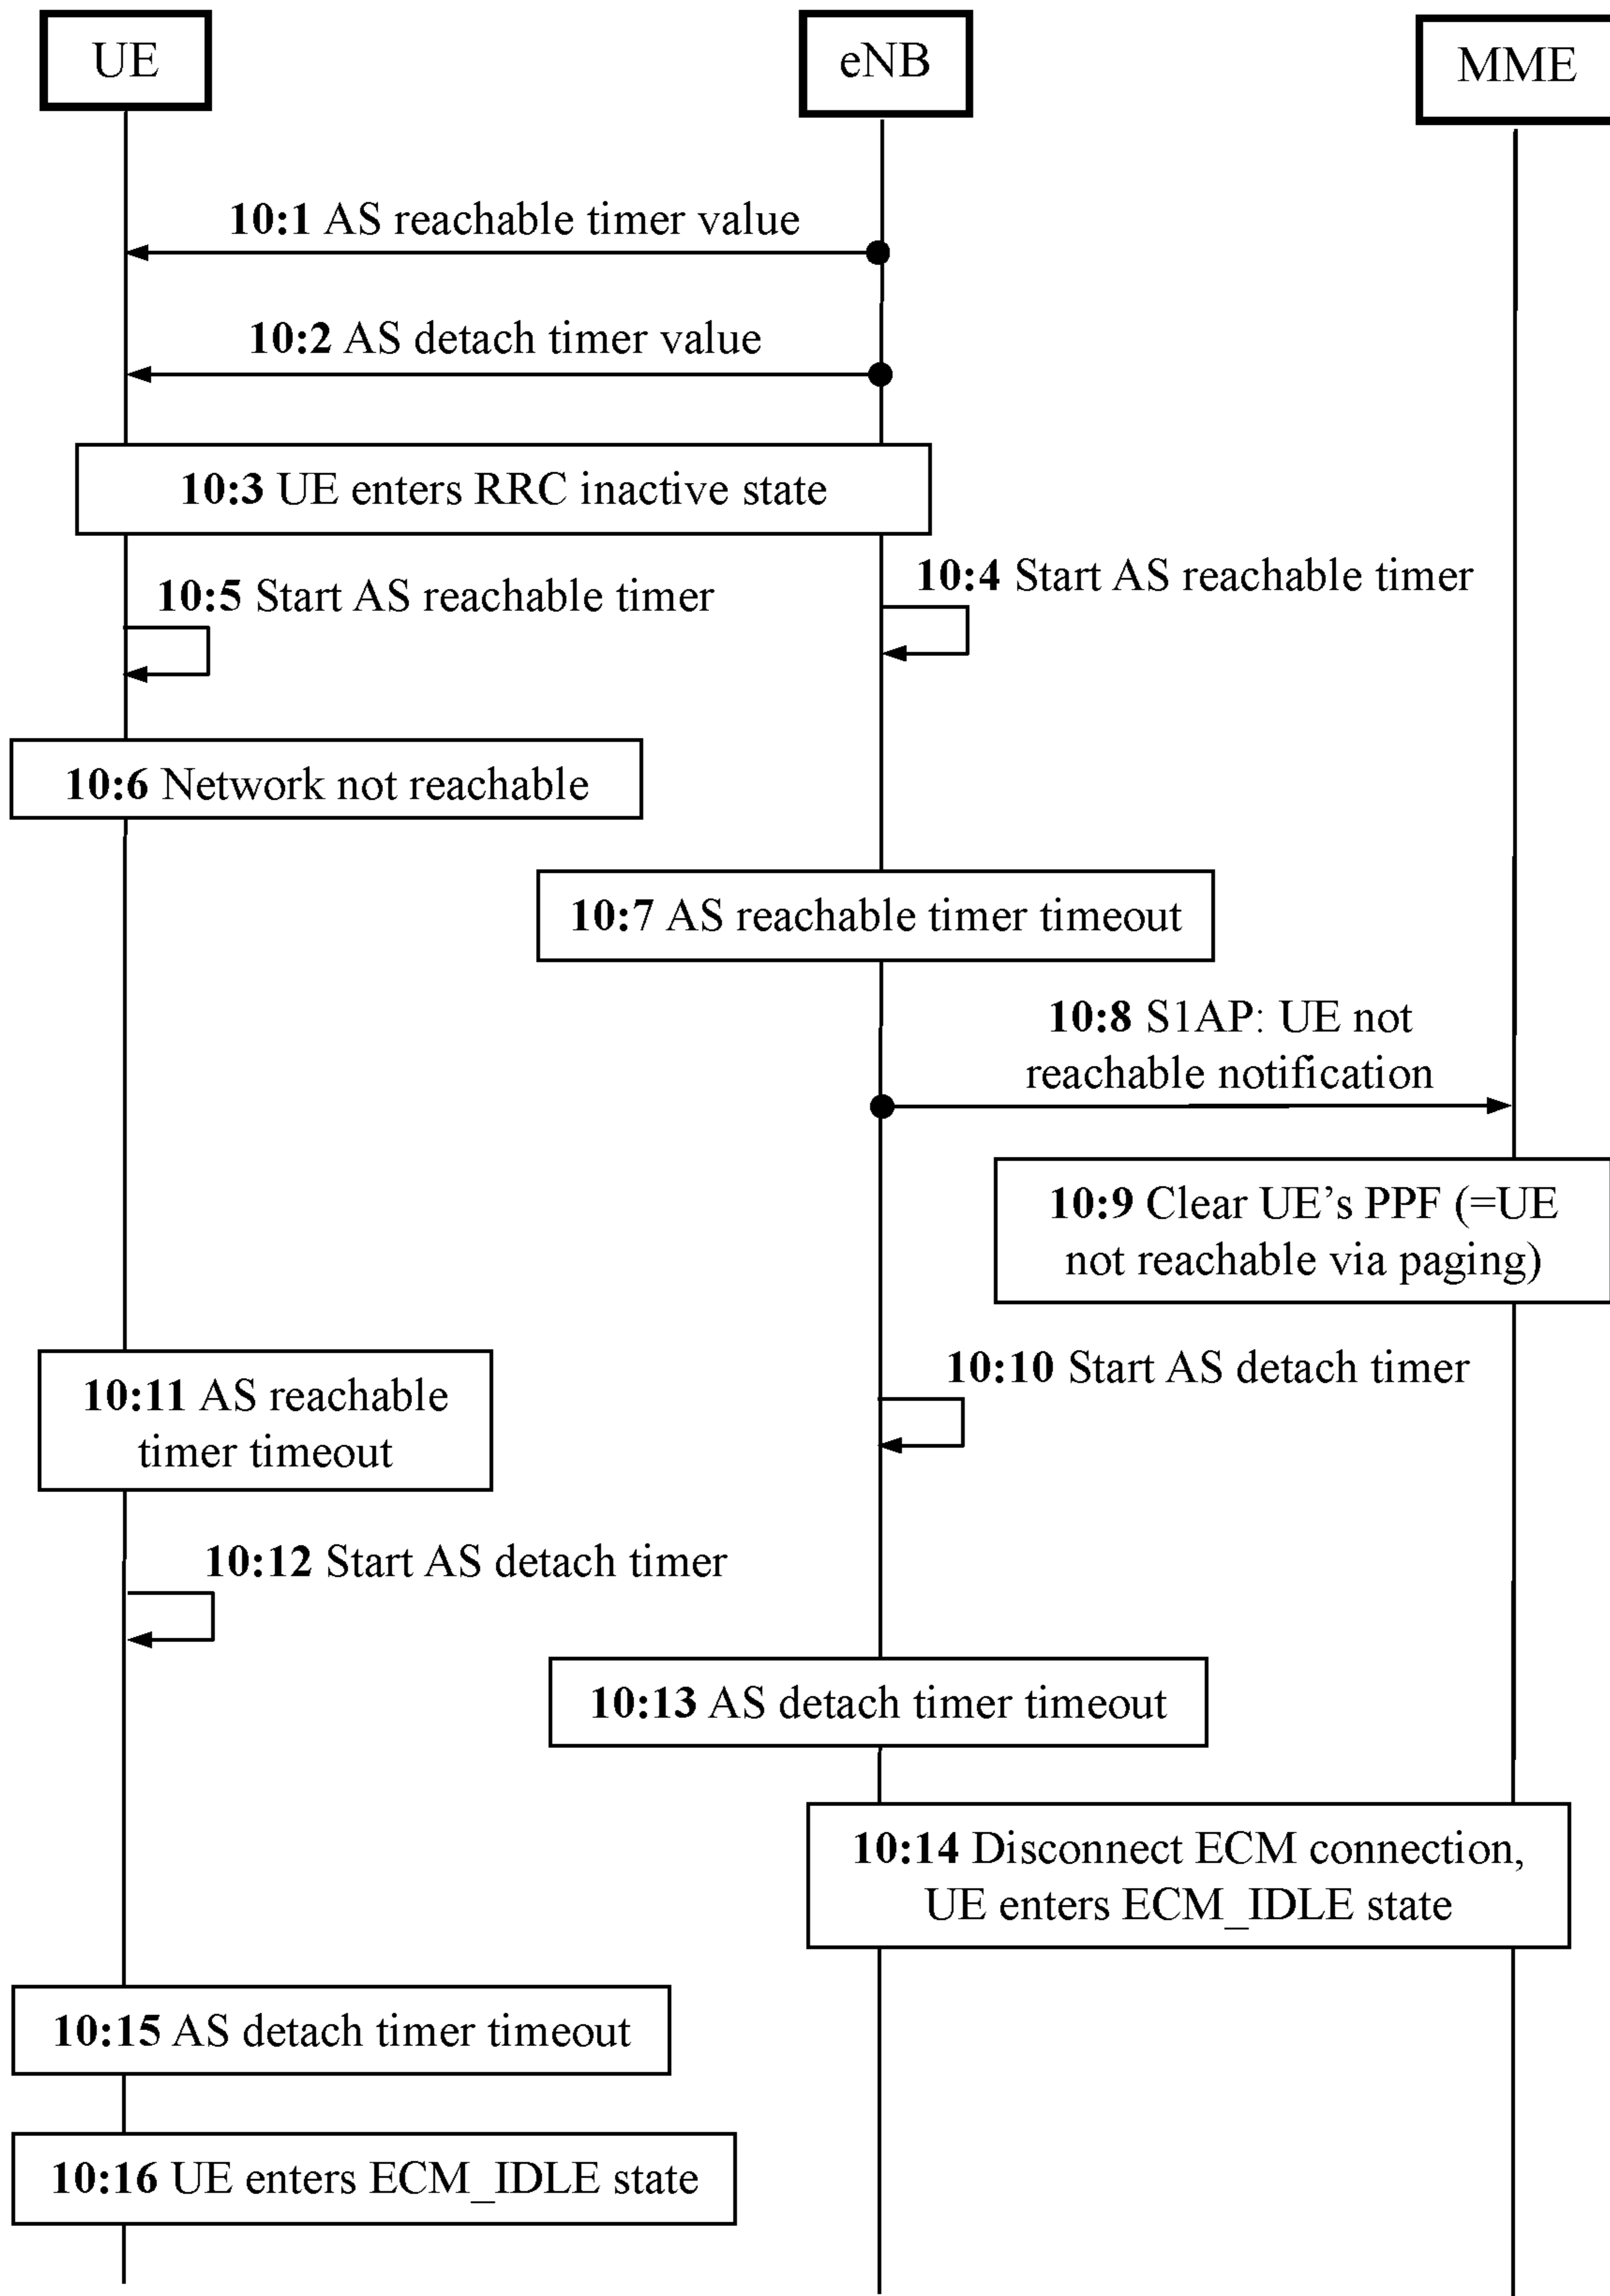 UE
eNB
MME
10:1 AS reachable timer value
10:2 AS detach timer value
10:3 UE enters RRC inactive state
10:4 Start AS reachable timer
10:5 Start AS reachable timer
10:6 Network not reachable
10:7 AS reachable timer timeout
10:8 S1AP: UE not
reachable notification
10:9 Clear UE’s PPF (=UE
not reachable via paging)
10:10 Start AS detach timer
10:11 AS reachable
timer timeout
10:12 Start AS detach timer
10:13 AS detach timer timeout
10:14 Disconnect ECM connection,
UE enters ECM_IDLE state
10:15 AS detach timer timeout
10:16 UE enters ECM_IDLE state